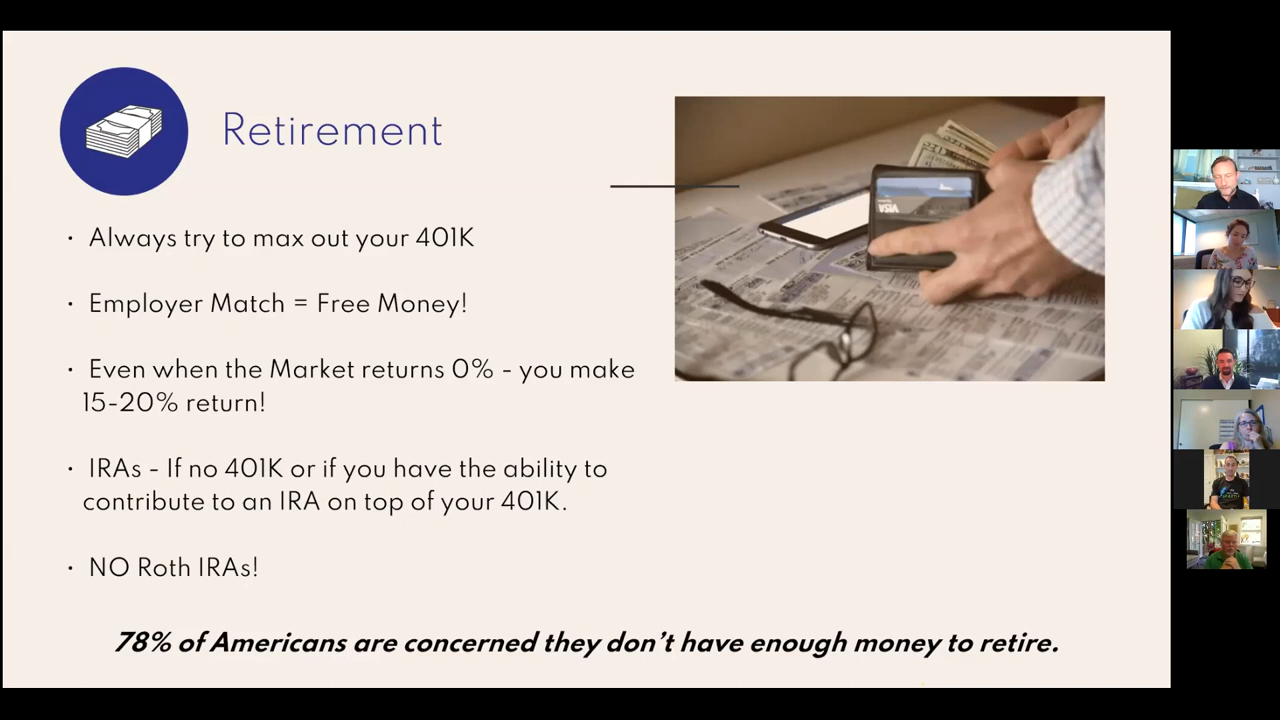 Retirement
· Always try to max out your 401K
· Employer Match = Free Money!
· Even when the Market returns 0% - you make
15-20% return!
· IRAs - If no 401K or if you have the ability to
contribute to an IRA on top of your 401K.
· NO Roth IRAs!
78% of Americans are concerned they don't have enough money to retire.
VISA